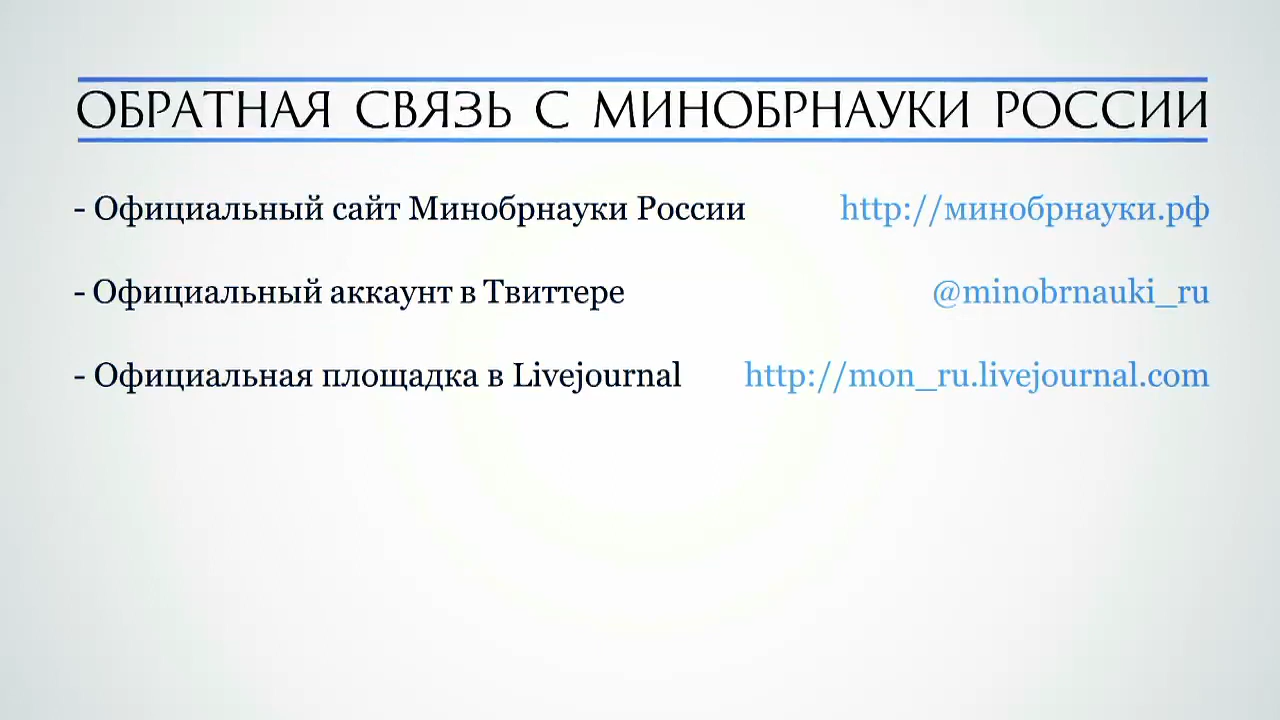 ОБРАТНАЯ СВЯЗЬ С МИНОБРНАУКИ РОССИИ
- Официальный сайт Минобрнауки России http://минобрнауки.рф
- Официальный аккаунт в Твиттере @minobrnauki_ru
- Официальная площадка в Livejournal http://mon_ru.livejournal.com